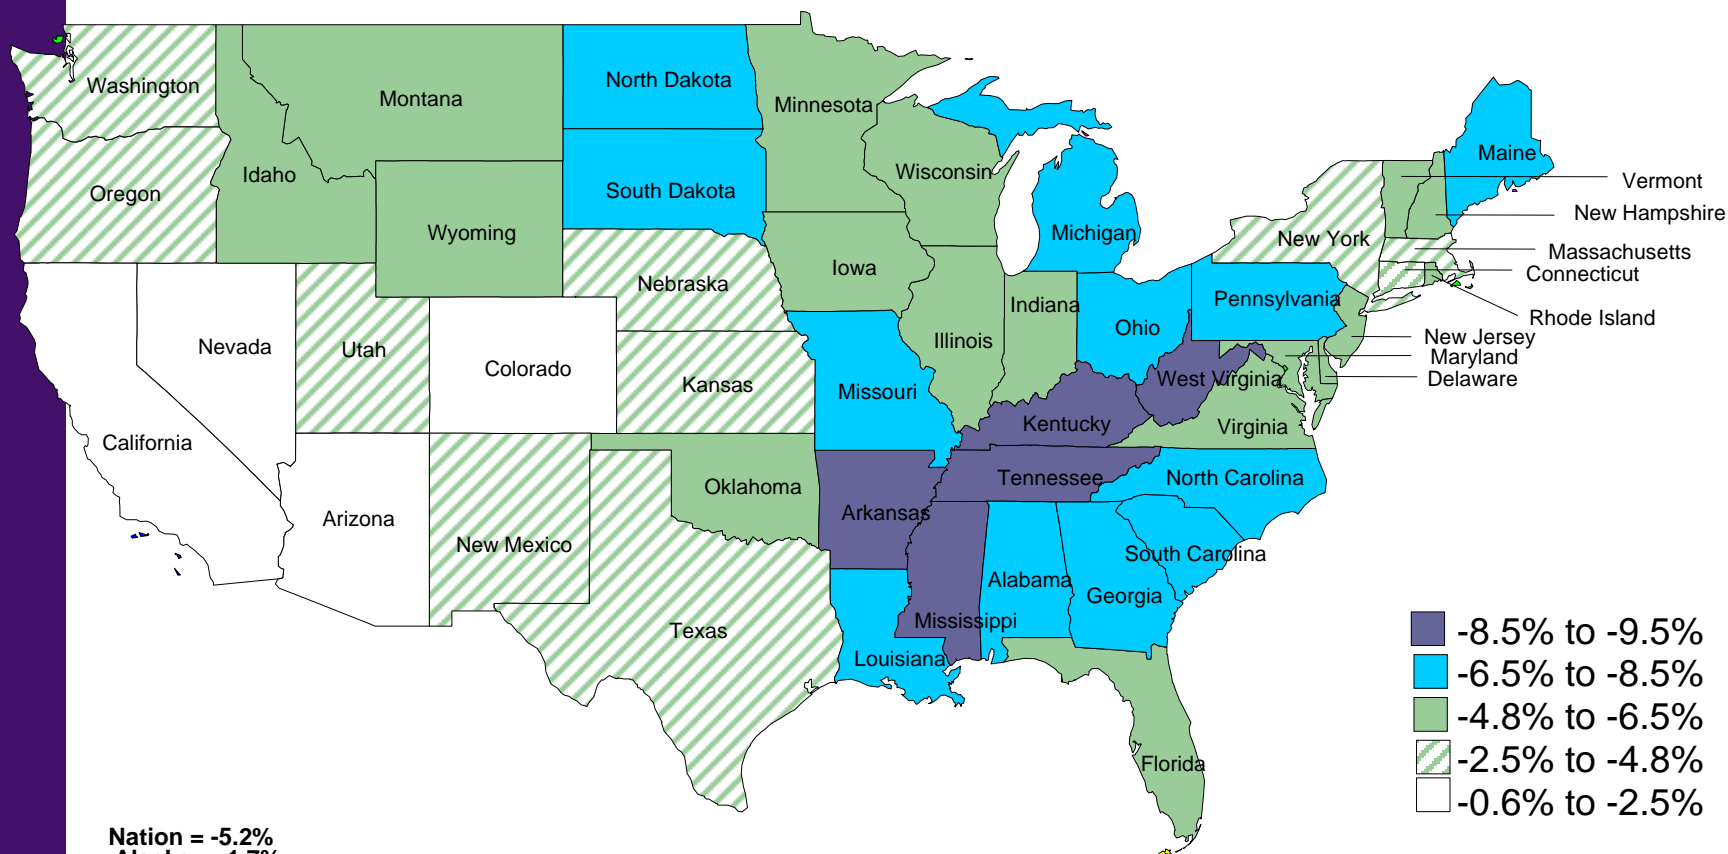 Washington
Montana
North Dakota
Minnesota
Maine
Idaho
Oregon
South Dakota
Wisconsin
Vermont
New Hampshire
Wyoming
Michigan
New York
Massachusetts
Connecticut
Nebraska
Iowa
Indiana
Pennsylvania
Rhode Island
Nevada
Utah
Colorado
Illinois
Ohio
New Jersey
Maryland
Delaware
Kansas
Missouri
West Virginia
California
Kentucky
Virginia
Oklahoma
Tennessee
North Carolina
Arizona
Arkansas
New Mexico
South Carolina
Alabama
Georgia
Texas
Mississippi
Louisiana
Florida
-8.5% to -9.5%
-6.5% to -8.5%
-4.8% to -6.5%
-2.5% to -4.8%
-0.6% to -2.5%
Nation = -5.2%